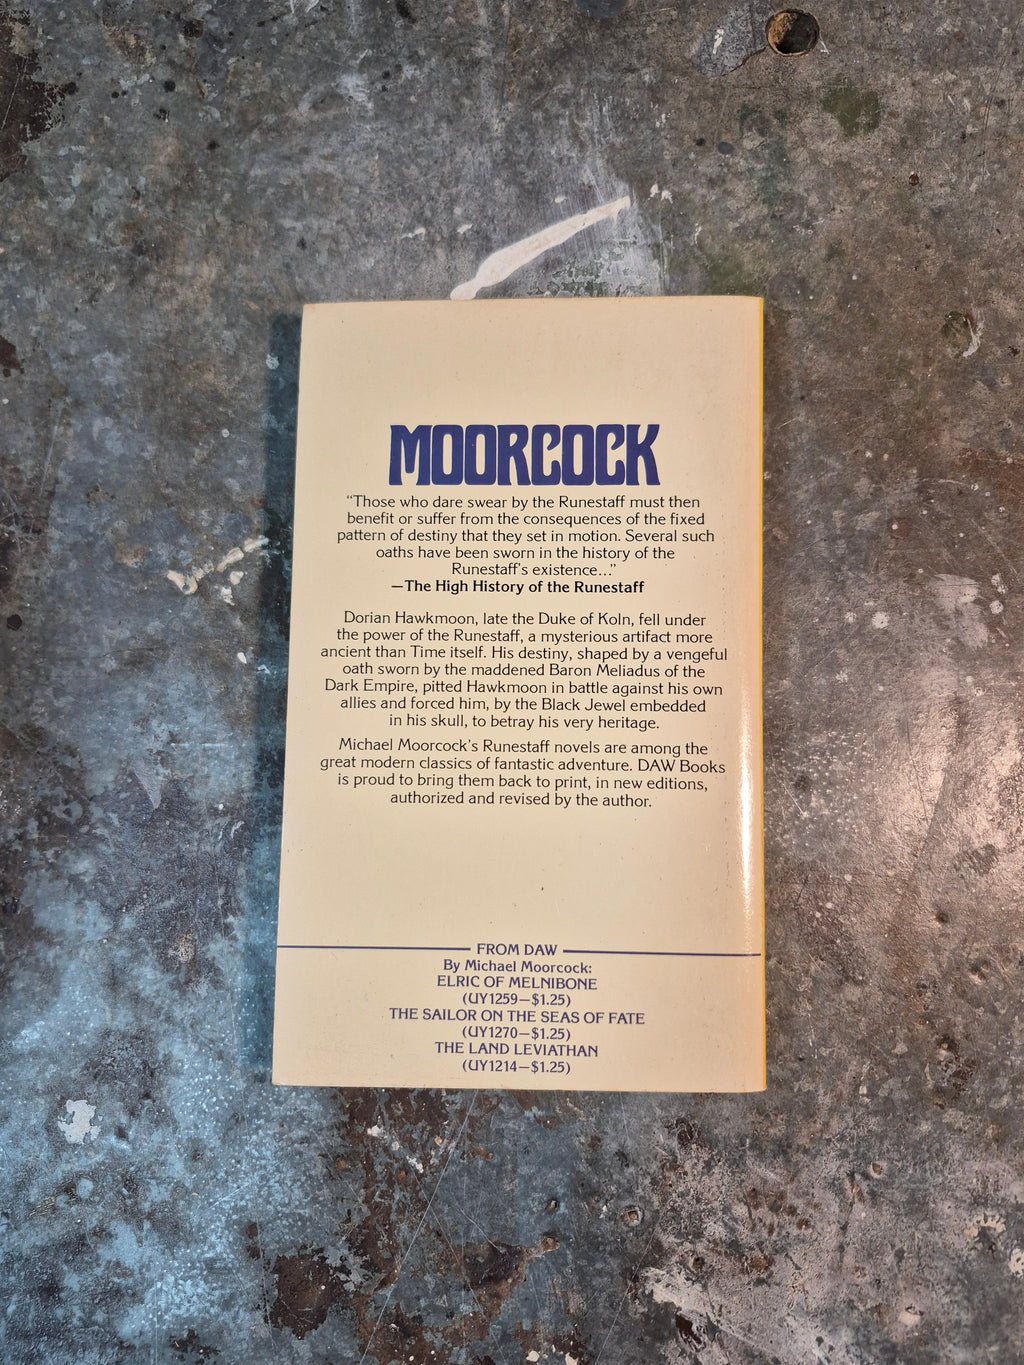 MOORCOCK
"Those who dare swear by the Runestaff must then
benefit or suffer from the consequences of the fixed
pattern of destiny that they set in motion. Several such
oaths have been sworn in the history of the
Runestaff's existence..."
—The High History of the Runestaff
Dorian Hawkmoon, late the Duke of Koln, fell under
the power of the Runestaff, a mysterious artifact more
ancient than Time itself. His destiny, shaped by a vengeful
oath sworn by the maddened Baron Meliadus of the
Dark Empire, pitted Hawkmoon in battle against his own
allies and forced him, by the Black Jewel embedded
in his skull, to betray his very heritage.
Michael Moorcock's Runestaff novels are among the
great modern classics of fantastic adventure. DAW Books
is proud to bring them back to print, in new editions,
authorized and revised by the author.
FROM DAW
By Michael Moorcock:
ELRIC OF MELNIBONE
(UY1259—$1.25)
THE SAILOR ON THE SEAS OF FATE
(UY1270—$1.25)
THE LAND LEVIATHAN
(UY1214—$1.25)